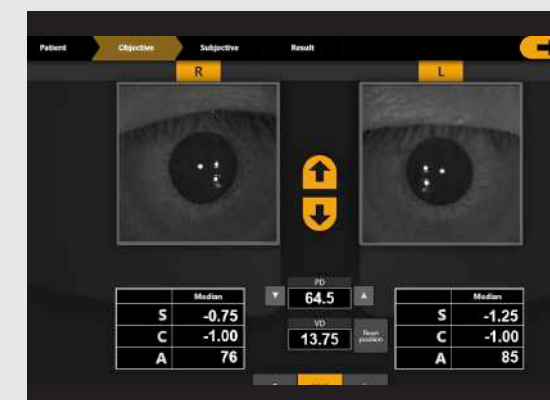 Patient Objective Subjective Result
R L
PD
64.5
VD
13.75
Reset position
Median
S -0.75
C -1.00
A 76
Median
S -1.25
C -1.00
A 85